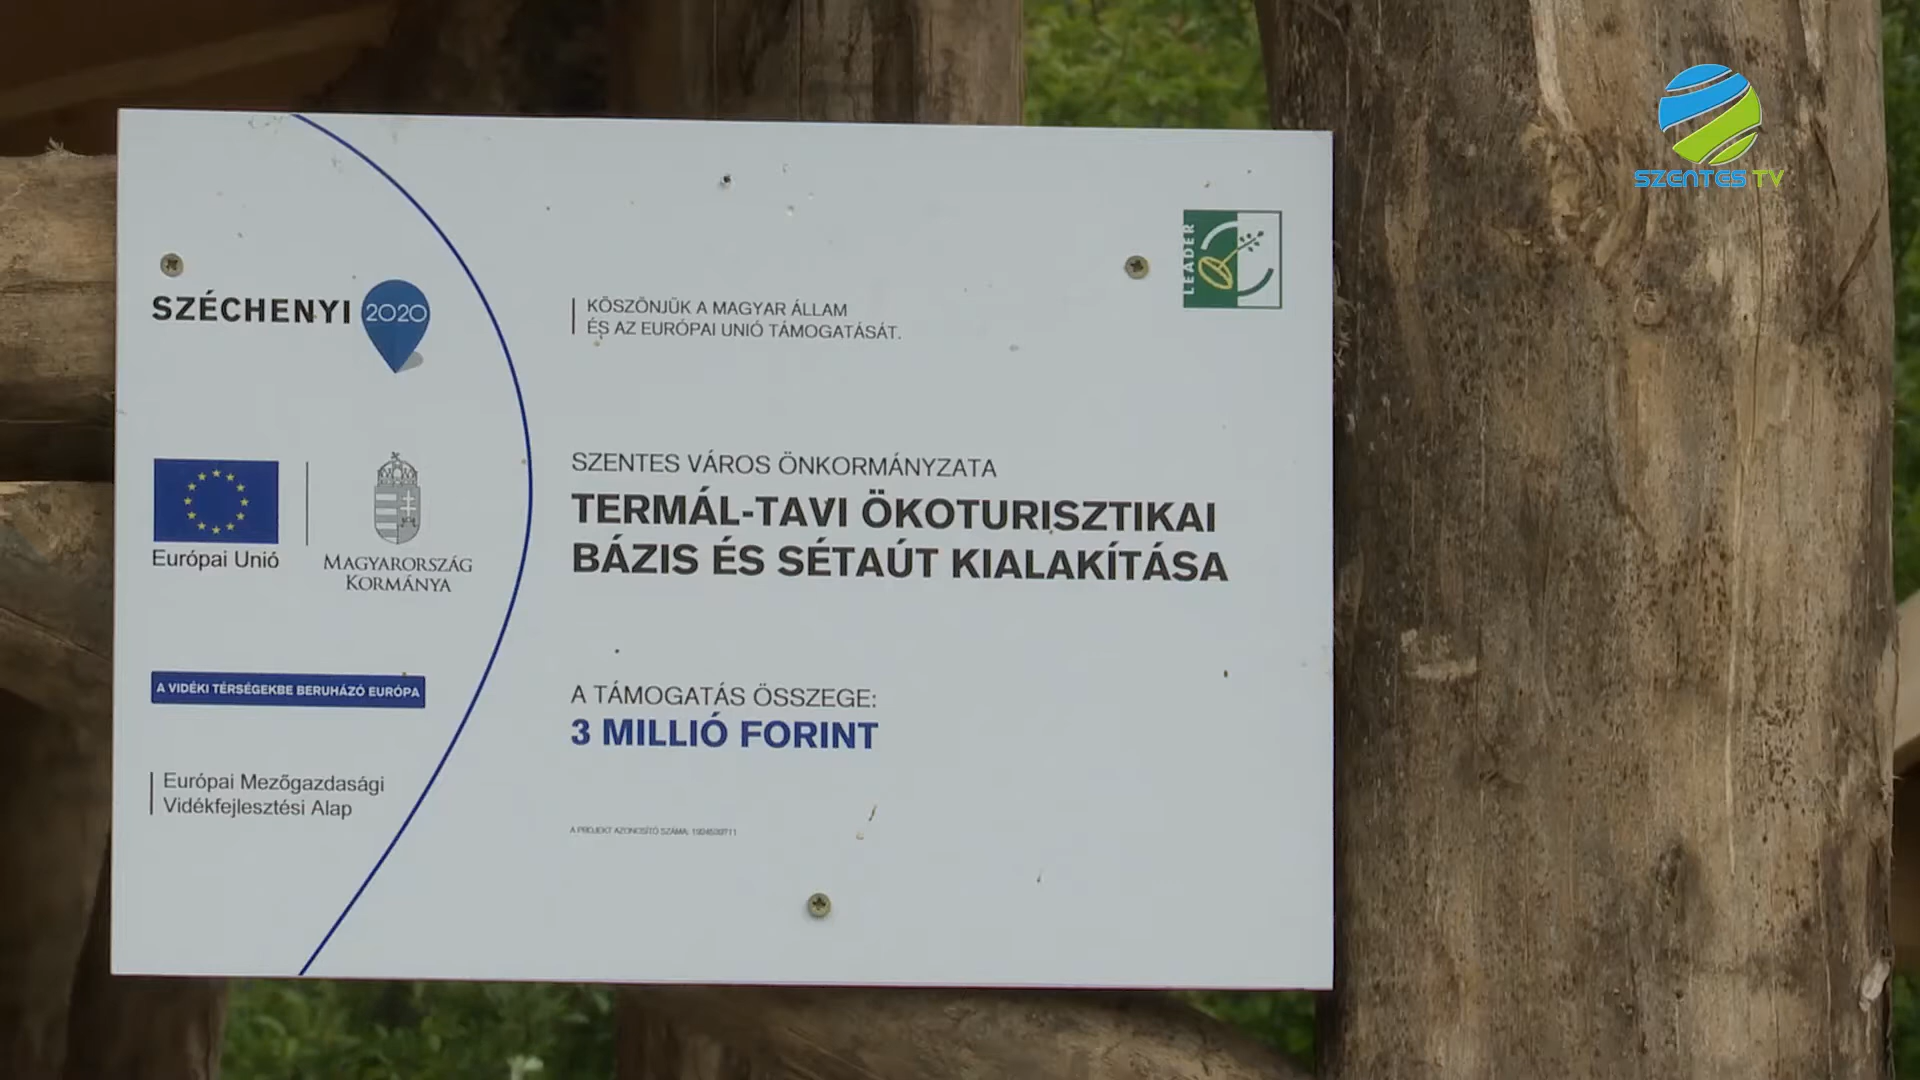 SZENTES TV
LEADER
SZÉCHENYI 2020
KÖSZÖNJÜK A MAGYAR ÁLLAM
ÉS AZ EURÓPAI UNIÓ TÁMOGATÁSÁT.
Európai Unió
MAGYARORSZÁG
KORMÁNYA
SZENTES VÁROS ÖNKORMÁNYZATA
TERMÁL-TAVI ÖKOTURISZTIKAI
BÁZIS ÉS SÉTAÚT KIALAKÍTÁSA
A VIDÉKI TÉRSÉGEKBE BERUHÁZÓ EURÓPA
A TÁMOGATÁS ÖSSZEGE:
3 MILLIÓ FORINT
Európai Mezőgazdasági
Vidékfejlesztési Alap
A PROJEKT AZONOSÍTÓ SZÁMA: